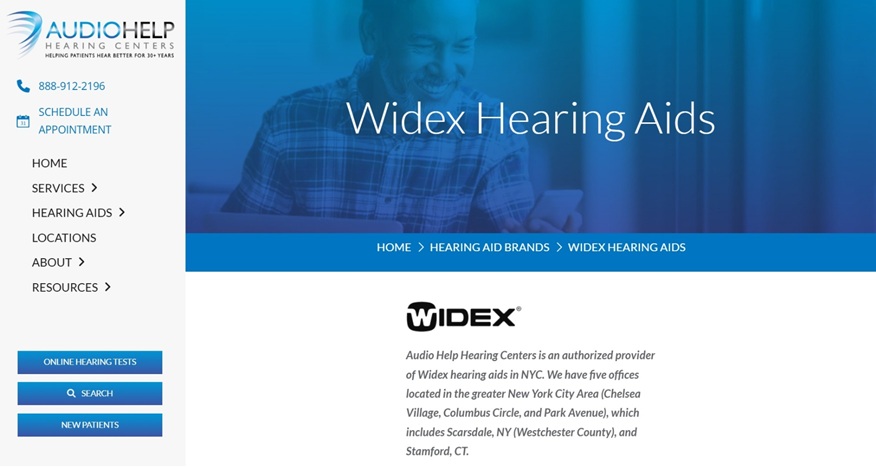 AUDIOHELP
HEARING CENTERS
HELPING PATIENTS HEAR BETTER FOR 30+ YEARS
888-912-2196
SCHEDULE AN
APPOINTMENT
HOME
SERVICES
HEARING AIDS
LOCATIONS
ABOUT
RESOURCES
ONLINE HEARING TESTS
SEARCH
NEW PATIENTS
Widex Hearing Aids
HOME > HEARING AID BRANDS > WIDEX HEARING AIDS
WIDEX®
Audio Help Hearing Centers is an authorized provider
of Widex hearing aids in NYC. We have five offices
located in the greater New York City Area (Chelsea
Village, Columbus Circle, and Park Avenue), which
includes Scarsdale, NY (Westchester County), and
Stamford, CT.